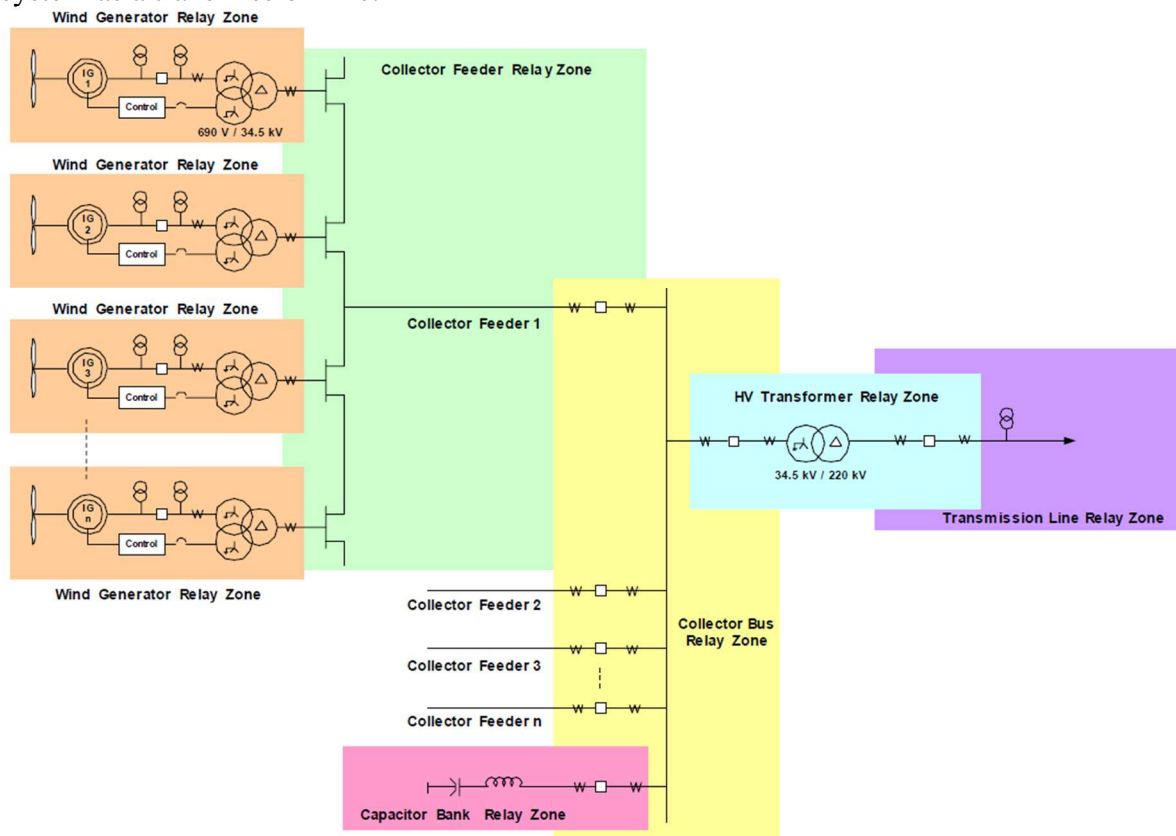 Wind Generator Relay Zone
IG
1
Control
690 V / 34.5 kV
Collector Feeder Relay Zone
Wind Generator Relay Zone
IG
2
Control
Wind Generator Relay Zone
IG
3
Control
Collector Feeder 1
HV Transformer Relay Zone
34.5 kV / 220 kV
Transmission Line Relay Zone
IG
n
Control
Wind Generator Relay Zone
Collector Feeder 2
Collector Bus
Relay Zone
Collector Feeder 3
Collector Feeder n
Capacitor Bank Relay Zone